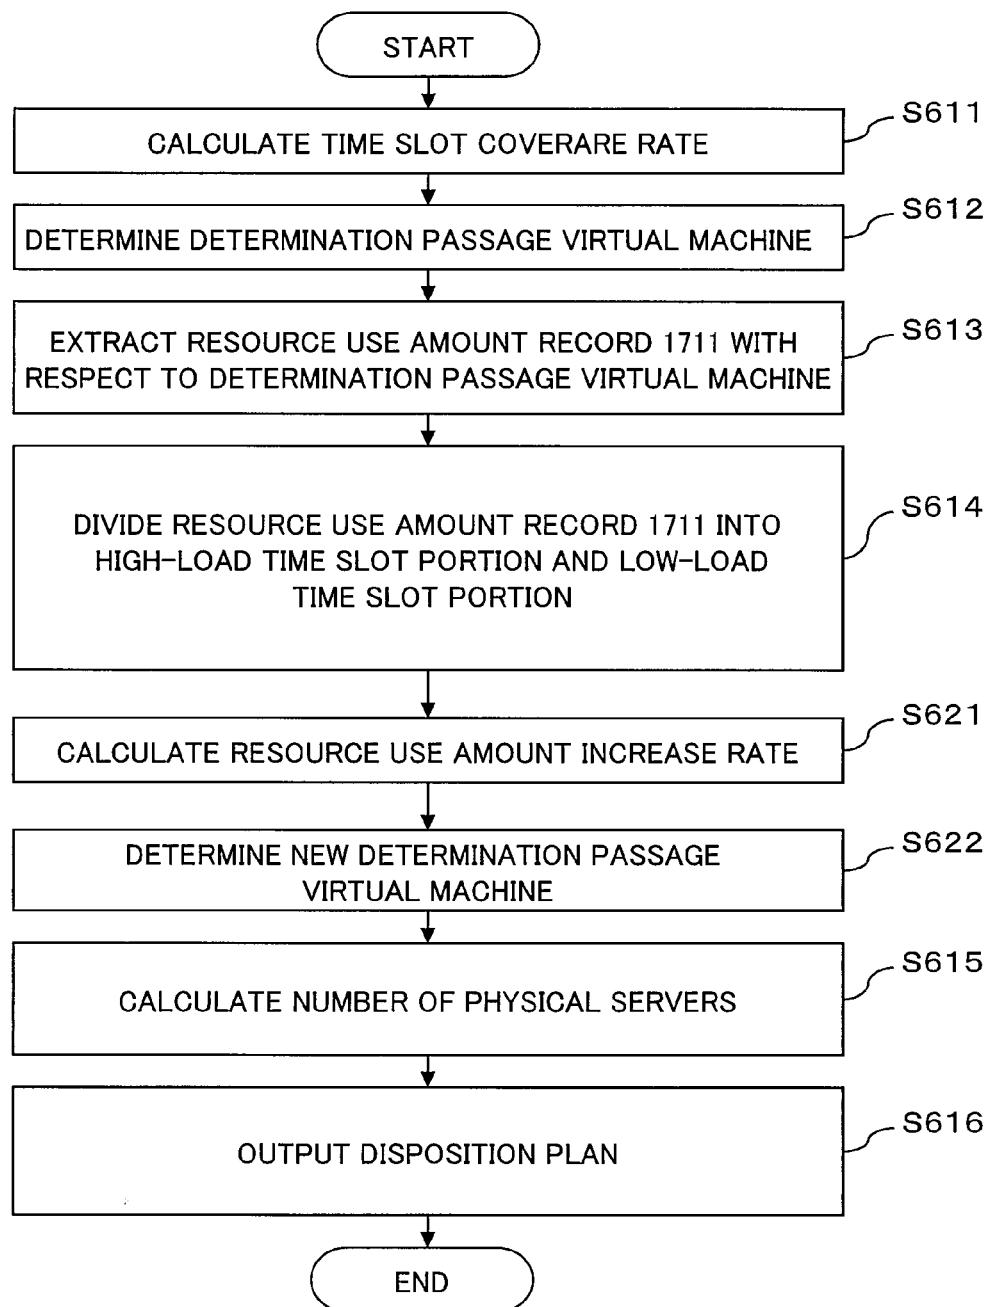 START
CALCULATE TIME SLOT COVERARE RATE
S611
DETERMINE DETERMINATION PASSAGE VIRTUAL MACHINE
S612
EXTRACT RESOURCE USE AMOUNT RECORD 1711 WITH
RESPECT TO DETERMINATION PASSAGE VIRTUAL MACHINE
S613
DIVIDE RESOURCE USE AMOUNT RECORD 1711 INTO
HIGH-LOAD TIME SLOT PORTION AND LOW-LOAD
TIME SLOT PORTION
S614
CALCULATE RESOURCE USE AMOUNT INCREASE RATE
S621
DETERMINE NEW DETERMINATION PASSAGE
VIRTUAL MACHINE
S622
CALCULATE NUMBER OF PHYSICAL SERVERS
S615
OUTPUT DISPOSITION PLAN
S616
END